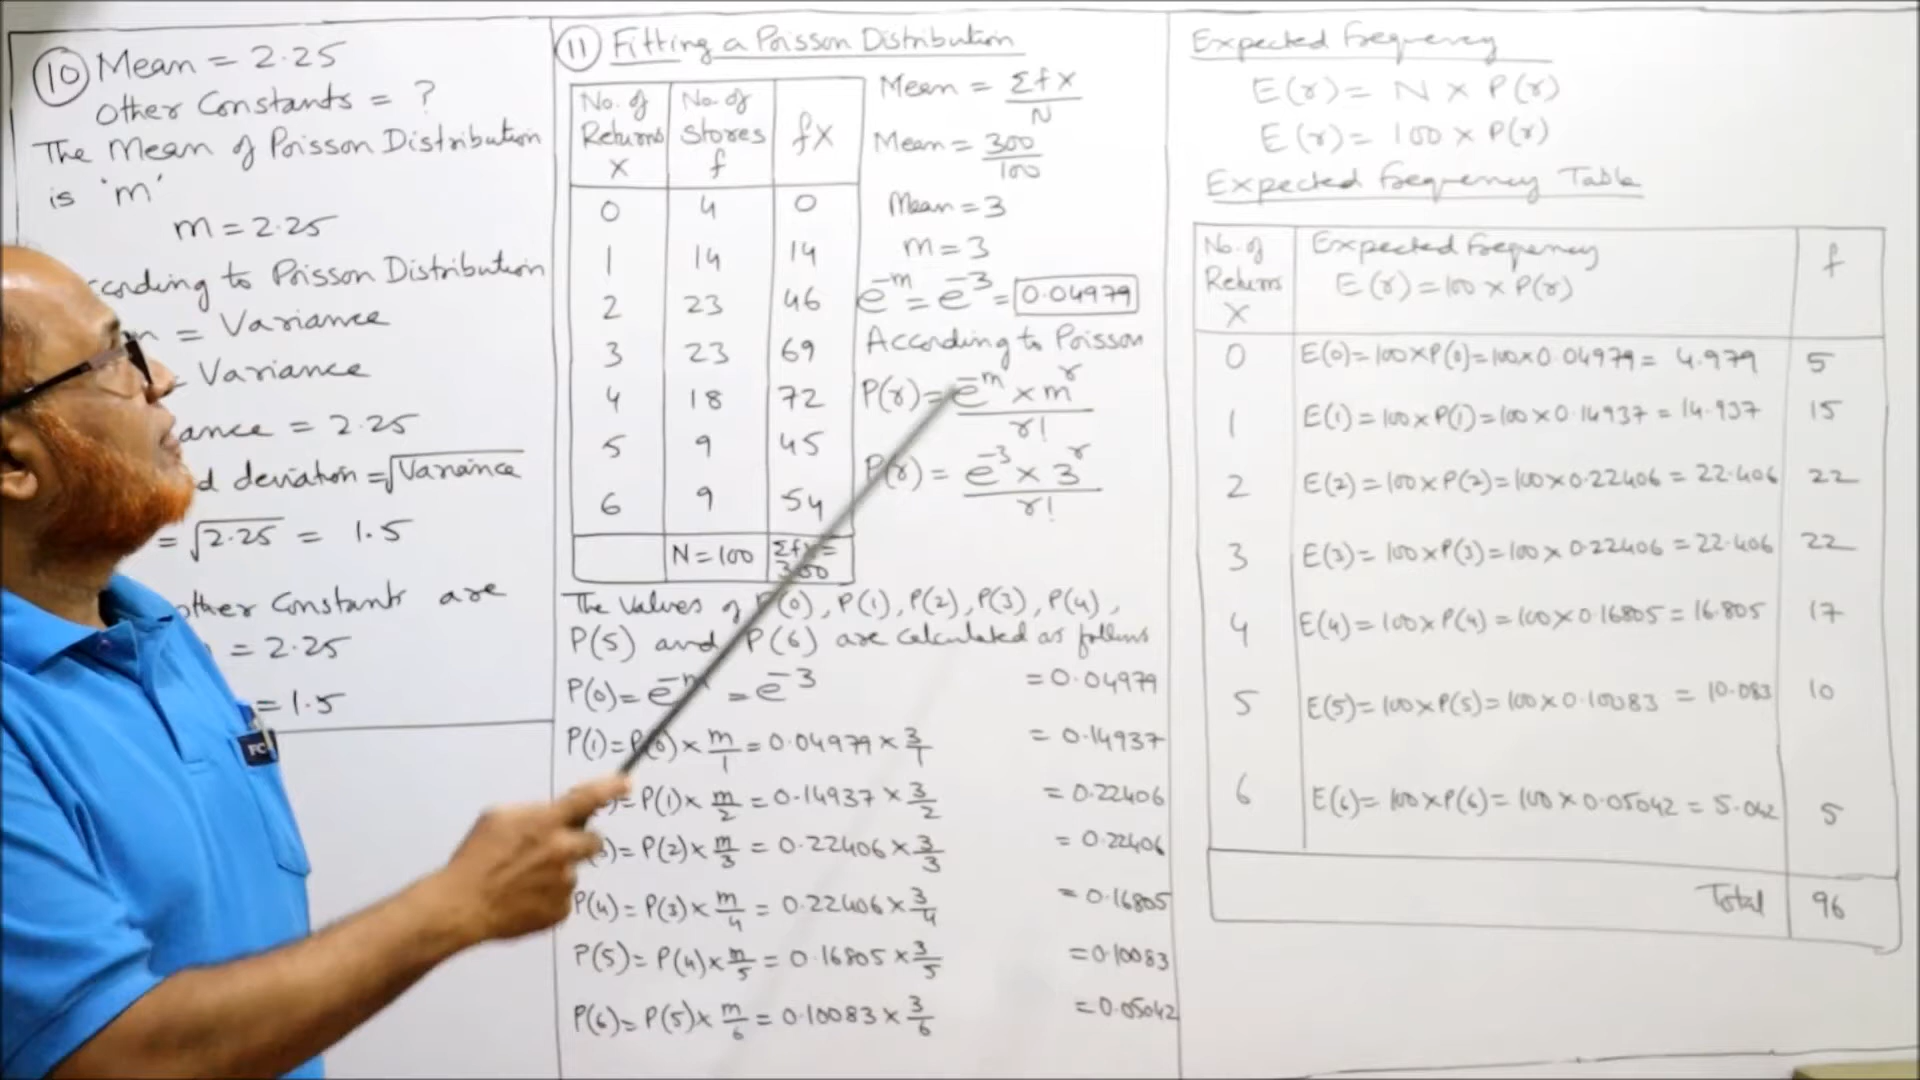 10 Mean = 2.25
Other Constants = ?
The Mean of Poisson Distribution
is 'm'
m = 2.25
to Poisson Distribution
= Variance
Variance
= 2.25
deviation = √Variance
= √2.25 = 1.5
other Constants are
= 2.25
= 1.5
FC
11 Fitting a Poisson Distribution
No. of Returns X No. of Stores f fX
0 4 0
1 14 14
2 23 46
3 23 69
4 18 72
5 9 45
6 9 54
N = 100 ΣfX = 300
Mean = ΣfX/N
Mean = 300/100
Mean = 3
m = 3
e^-m = e^-3 = 0.04979
According to Poisson
P(r) = e^-m × m^r / r!
P(r) = e^-3 × 3^r / r!
The Values of P(0), P(1), P(2), P(3), P(4),
P(5) and P(6) are calculated as follows
P(0) = e^-m = e^-3 = 0.04979
P(1) = P(0) × m/1 = 0.04979 × 3/1 = 0.14937
= P(1) × m/2 = 0.14937 × 3/2 = 0.22406
= P(2) × m/3 = 0.22406 × 3/3 = 0.22406
P(4) = P(3) × m/4 = 0.22406 × 3/4 = 0.16805
P(5) = P(4) × m/5 = 0.16805 × 3/5 = 0.10083
P(6) = P(5) × m/6 = 0.10083 × 3/6 = 0.05042
Expected Frequency
E(r) = N × P(r)
E(r) = 100 × P(r)
Expected Frequency Table
No. of Returns X Expected Frequency E(r) = 100 × P(r) f
0 E(0) = 100 × P(0) = 100 × 0.04979 = 4.979 5
1 E(1) = 100 × P(1) = 100 × 0.14937 = 14.937 15
2 E(2) = 100 × P(2) = 100 × 0.22406 = 22.406 22
3 E(3) = 100 × P(3) = 100 × 0.22406 = 22.406 22
4 E(4) = 100 × P(4) = 100 × 0.16805 = 16.805 17
5 E(5) = 100 × P(5) = 100 × 0.10083 = 10.083 10
6 E(6) = 100 × P(6) = 100 × 0.05042 = 5.042 5
Total 96